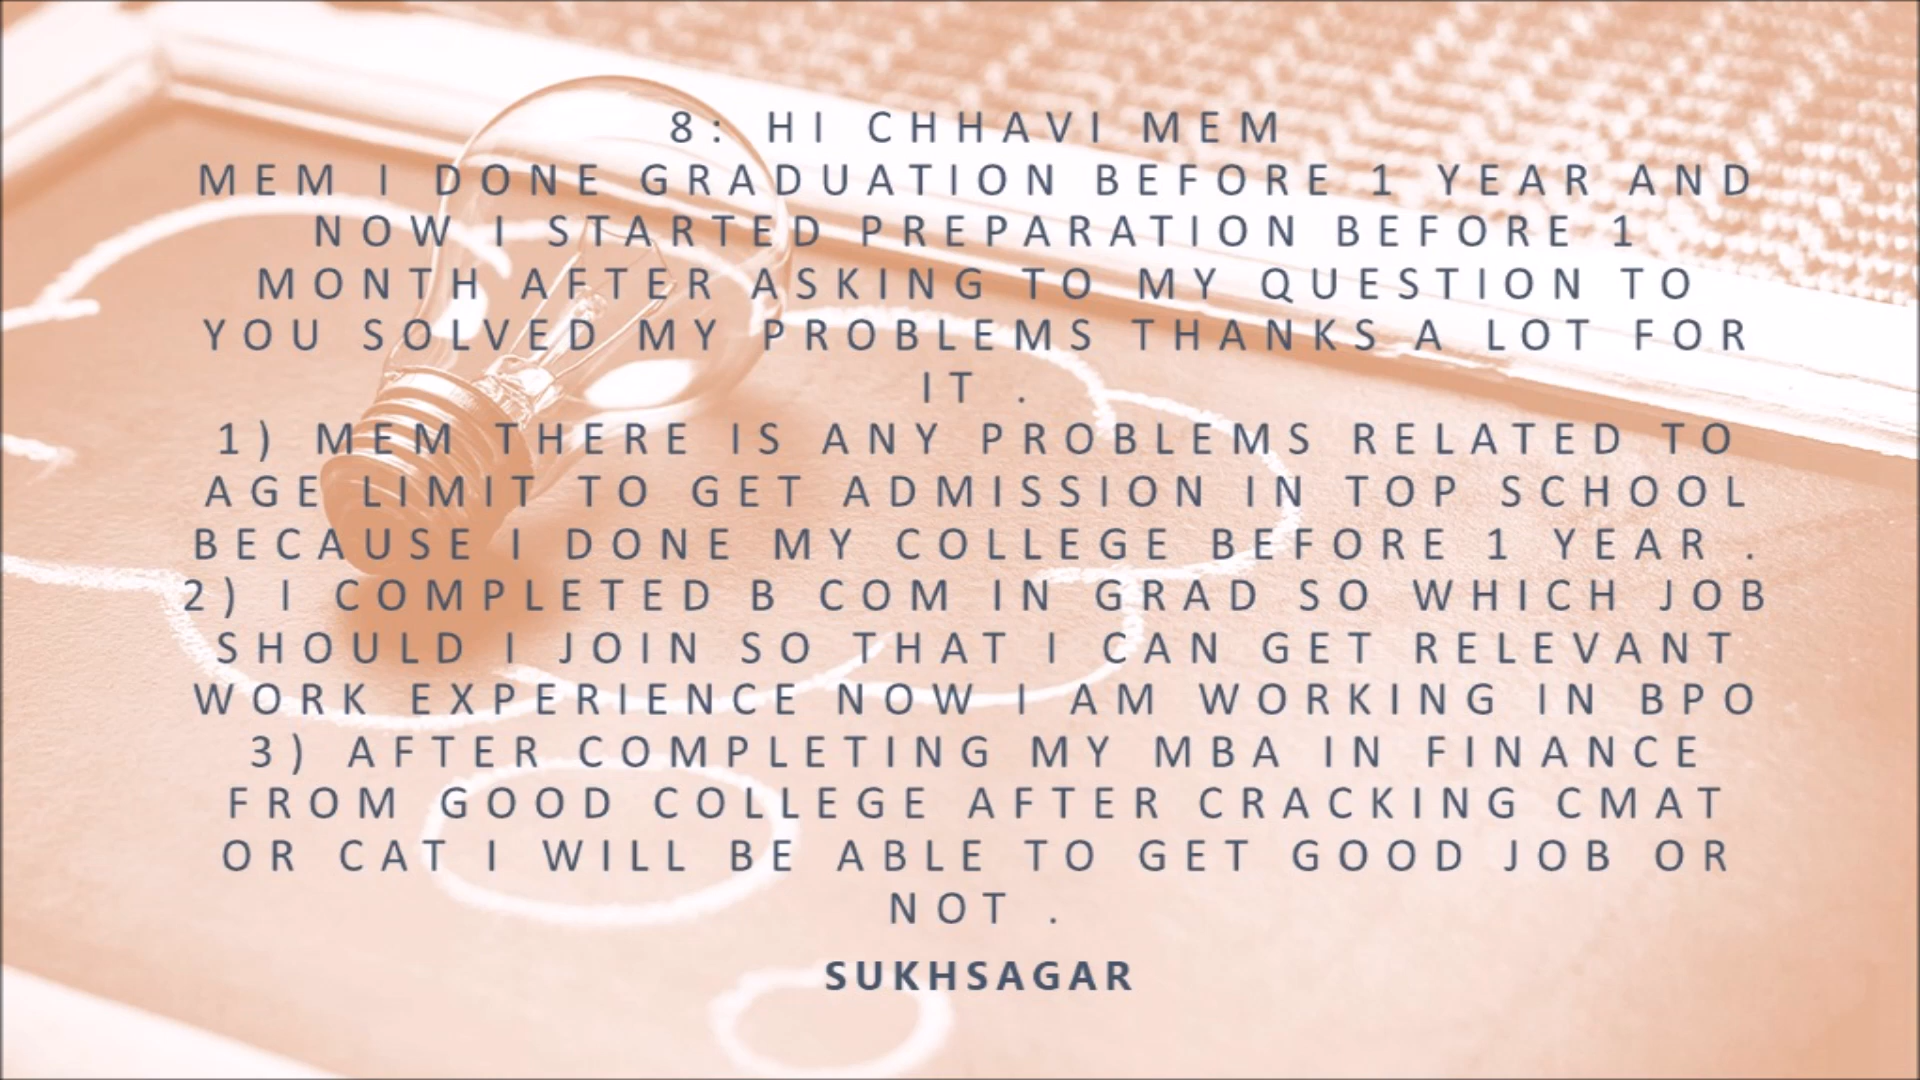 8: HI CHHAVI MEM
MEM I DONE GRADUATION BEFORE 1 YEAR AND
NOW I STARTED PREPARATION BEFORE 1
MONTH AFTER ASKING TO MY QUESTION TO
YOU SOLVED MY PROBLEMS THANKS A LOT FOR
IT .
1) MEM THERE IS ANY PROBLEMS RELATED TO
AGE LIMIT TO GET ADMISSION IN TOP SCHOOL
BECAUSE I DONE MY COLLEGE BEFORE 1 YEAR .
2) I COMPLETED B COM IN GRAD SO WHICH JOB
SHOULD I JOIN SO THAT I CAN GET RELEVANT
WORK EXPERIENCE NOW I AM WORKING IN BPO
3) AFTER COMPLETING MY MBA IN FINANCE
FROM GOOD COLLEGE AFTER CRACKING CMAT
OR CAT I WILL BE ABLE TO GET GOOD JOB OR
NOT .
SUKHSAGAR